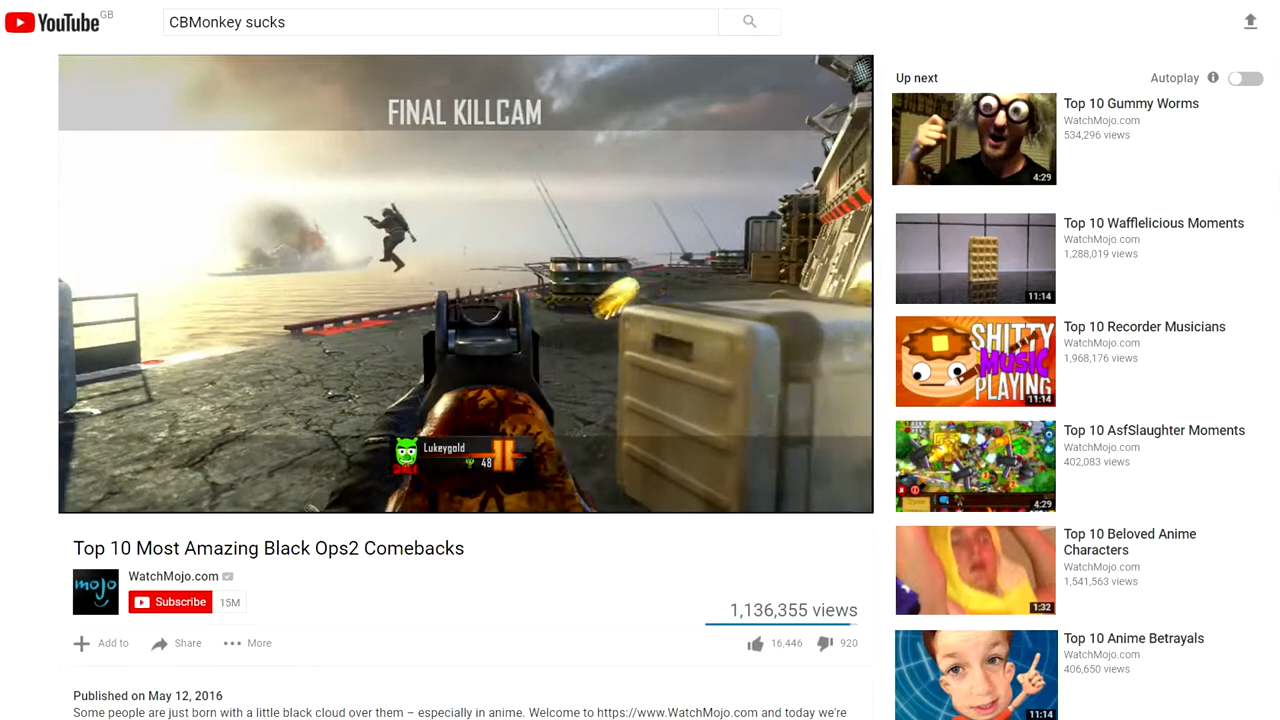 YouTube GB
CBMonkey sucks
FINAL KILLCAM
Lukeygold
48
Top 10 Most Amazing Black Ops2 Comebacks
mojo
WatchMojo.com
Subscribe 15M
1,136,355 views
Add to Share More
16,446 920
Published on May 12, 2016
Some people are just born with a little black cloud over them – especially in anime. Welcome to https://www.WatchMojo.com and today we're
Up next Autoplay
Top 10 Gummy Worms
WatchMojo.com
534,296 views
4:29
Top 10 Wafflelicious Moments
WatchMojo.com
1,288,019 views
11:14
SHITTY
MUSIC
PLAYING
11:14
Top 10 Recorder Musicians
WatchMojo.com
1,968,176 views
Top 10 AsfSlaughter Moments
WatchMojo.com
402,083 views
4:29
Top 10 Beloved Anime
Characters
WatchMojo.com
1,541,563 views
1:32
Top 10 Anime Betrayals
WatchMojo.com
406,650 views
11:14